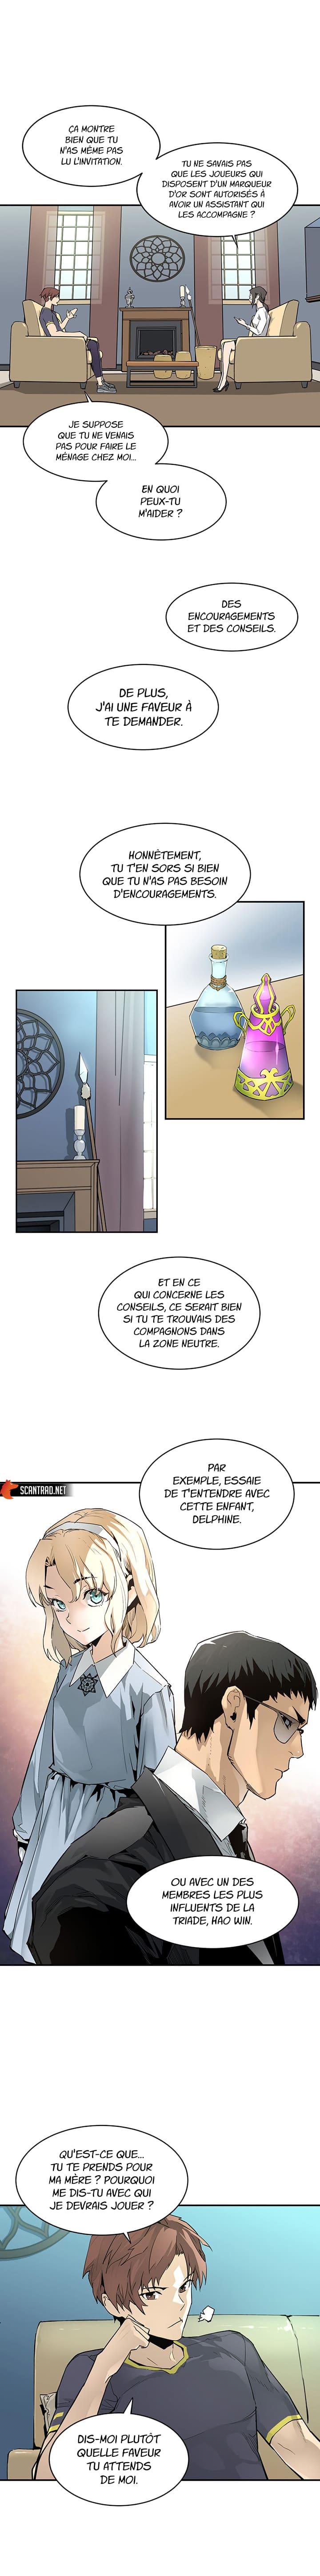 ÇA MONTRE
BIEN QUE TU
N'AS MÊME PAS
LU L'INVITATION.
TU NE SAVAIS PAS
QUE LES JOUEURS QUI
DISPOSENT D'UN MARQUEUR
D'OR SONT AUTORISÉS À
AVOIR UN ASSISTANT QUI
LES ACCOMPAGNE ?
JE SUPPOSE
QUE TU NE VENAIS
PAS POUR FAIRE LE
MÉNAGE CHEZ MOI...
EN QUOI
PEUX-TU
M'AIDER ?
DES
ENCOURAGEMENTS
ET DES CONSEILS.
DE PLUS,
J'AI UNE FAVEUR À
TE DEMANDER.
HONNÊTEMENT,
TU T'EN SORS SI BIEN
QUE TU N'AS PAS BESOIN
D'ENCOURAGEMENTS.
ET EN CE
QUI CONCERNE LES
CONSEILS, CE SERAIT BIEN
SI TU TE TROUVAIS DES
COMPAGNONS DANS
LA ZONE NEUTRE.
SCANTRAD.NET
PAR
EXEMPLE, ESSAIE
DE T'ENTENDRE AVEC
CETTE ENFANT,
DELPHINE.
OU AVEC UN DES
MEMBRES LES PLUS
INFLUENTS DE LA
TRIADE, HAO WIN.
QU'EST-CE QUE...
TU TE PRENDS POUR
MA MÈRE ? POURQUOI
ME DIS-TU AVEC QUI
JE DEVRAIS JOUER ?
DIS-MOI PLUTÔT
QUELLE FAVEUR
TU ATTENDS
DE MOI.